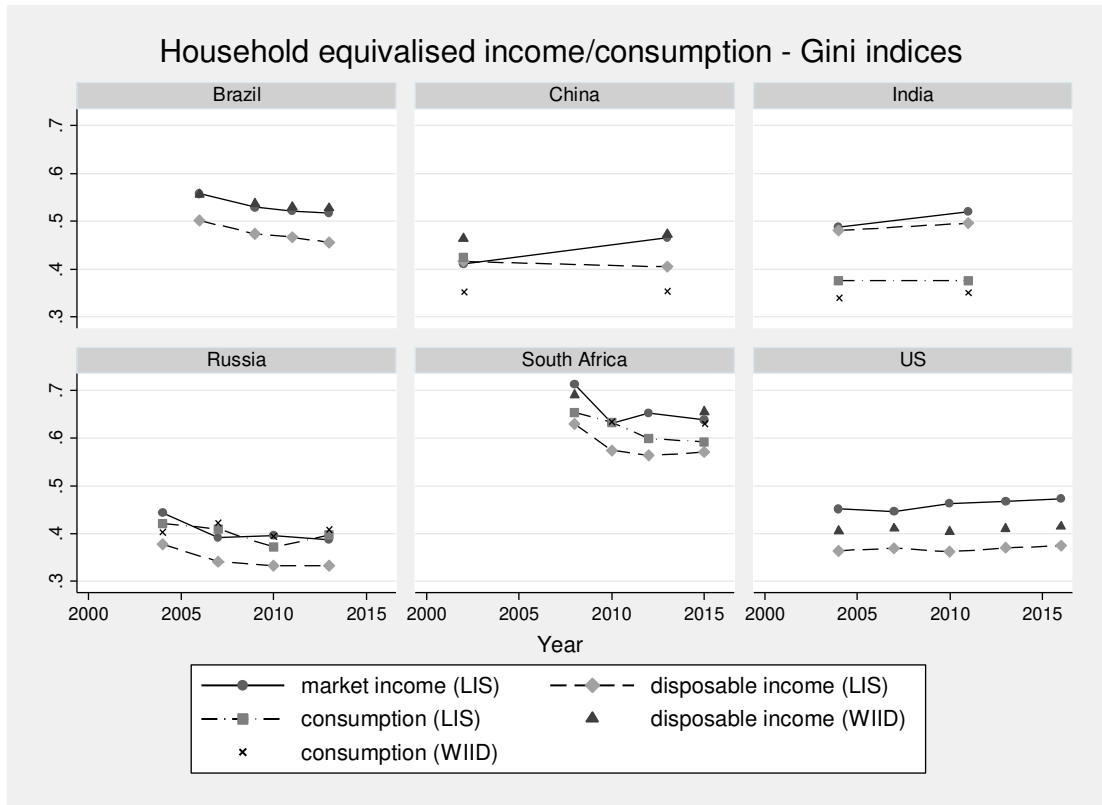 Household equivalised income/consumption - Gini indices
Brazil China India
.7
.6
.5
.4
.3
Russia South Africa US
.7
.6
.5
.4
.3
2000 2005 2010 2015 2000 2005 2010 2015 2000 2005 2010 2015
Year
market income (LIS) disposable income (LIS)
consumption (LIS) disposable income (WIID)
consumption (WIID)